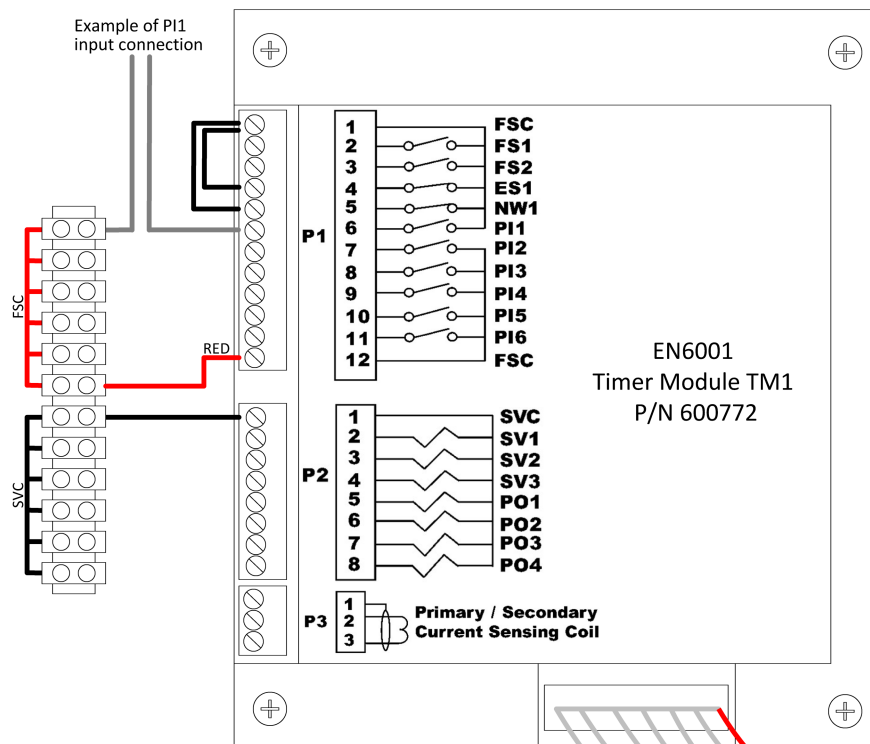 Example of PI1
input connection
P1
1 FSC
2 FS1
3 FS2
4 ES1
5 NW1
6 PI1
7 PI2
8 PI3
9 PI4
10 PI5
11 PI6
12 FSC
FSC
RED
EN6001
Timer Module TM1
P/N 600772
SVC
P2
1 SVC
2 SV1
3 SV2
4 SV3
5 PO1
6 PO2
7 PO3
8 PO4
P3
1
2
3
Primary / Secondary
Current Sensing Coil